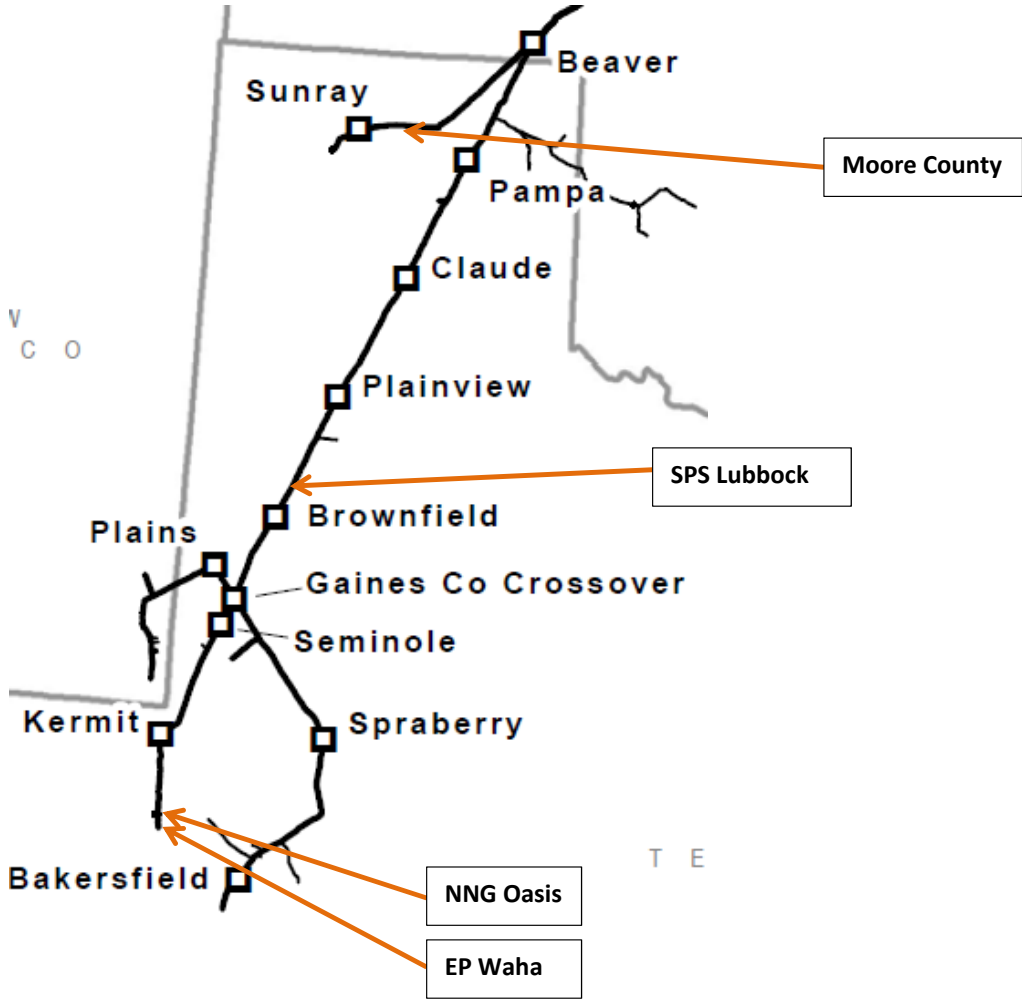 Beaver
Sunray
Moore County
Pampa
Claude
W
C O
Plainview
SPS Lubbock
Brownfield
Plains
Gaines Co Crossover
Seminole
Kermit
Spraberry
T E
Bakersfield
NNG Oasis
EP Waha